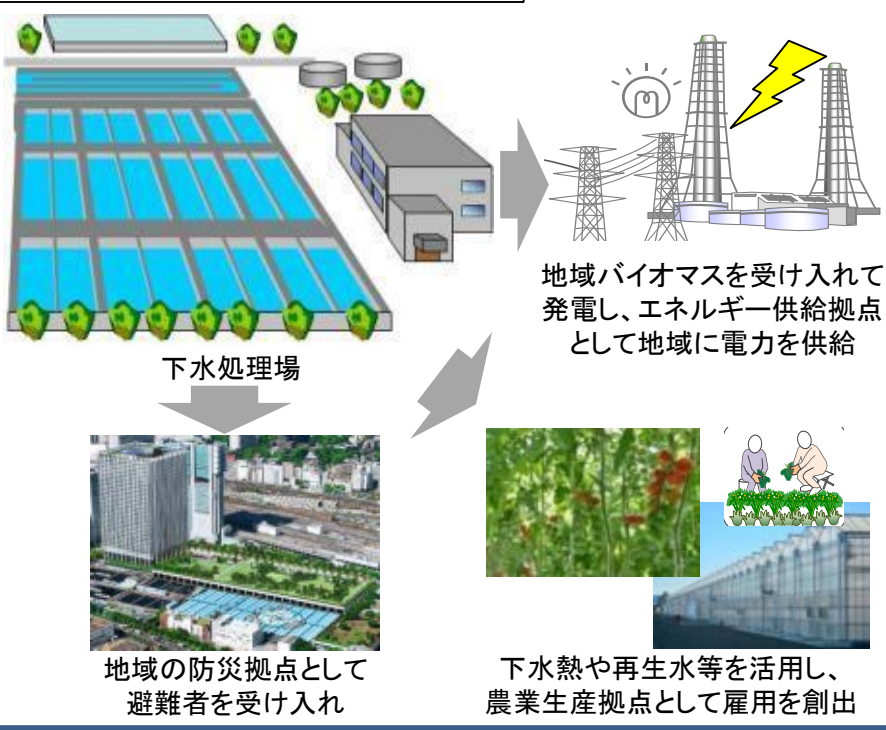 下水処理場
地域バイオマスを受け入れて
発電し、エネルギー供給拠点
として地域に電力を供給
地域の防災拠点として
避難者を受け入れ
下水熱や再生水等を活用し、
農業生産拠点として雇用を創出